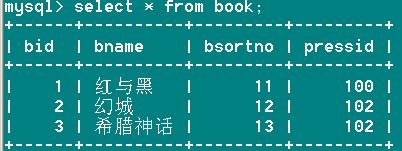 mysql> select * from book;
+------+----------+---------+---------+
| bid | bname | bsortno | pressid |
+------+----------+---------+---------+
| 1 | 红与黑 | 11 | 100 |
| 2 | 幻城 | 12 | 102 |
| 3 | 希腊神话 | 13 | 102 |
+------+----------+---------+---------+